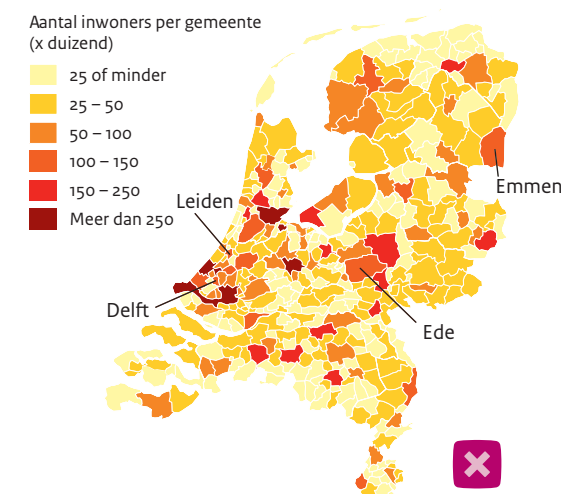 Aantal inwoners per gemeente
(x duizend)
25 of minder
25 – 50
50 – 100
100 – 150
150 – 250
Meer dan 250
Leiden
Emmen
Delft
Ede